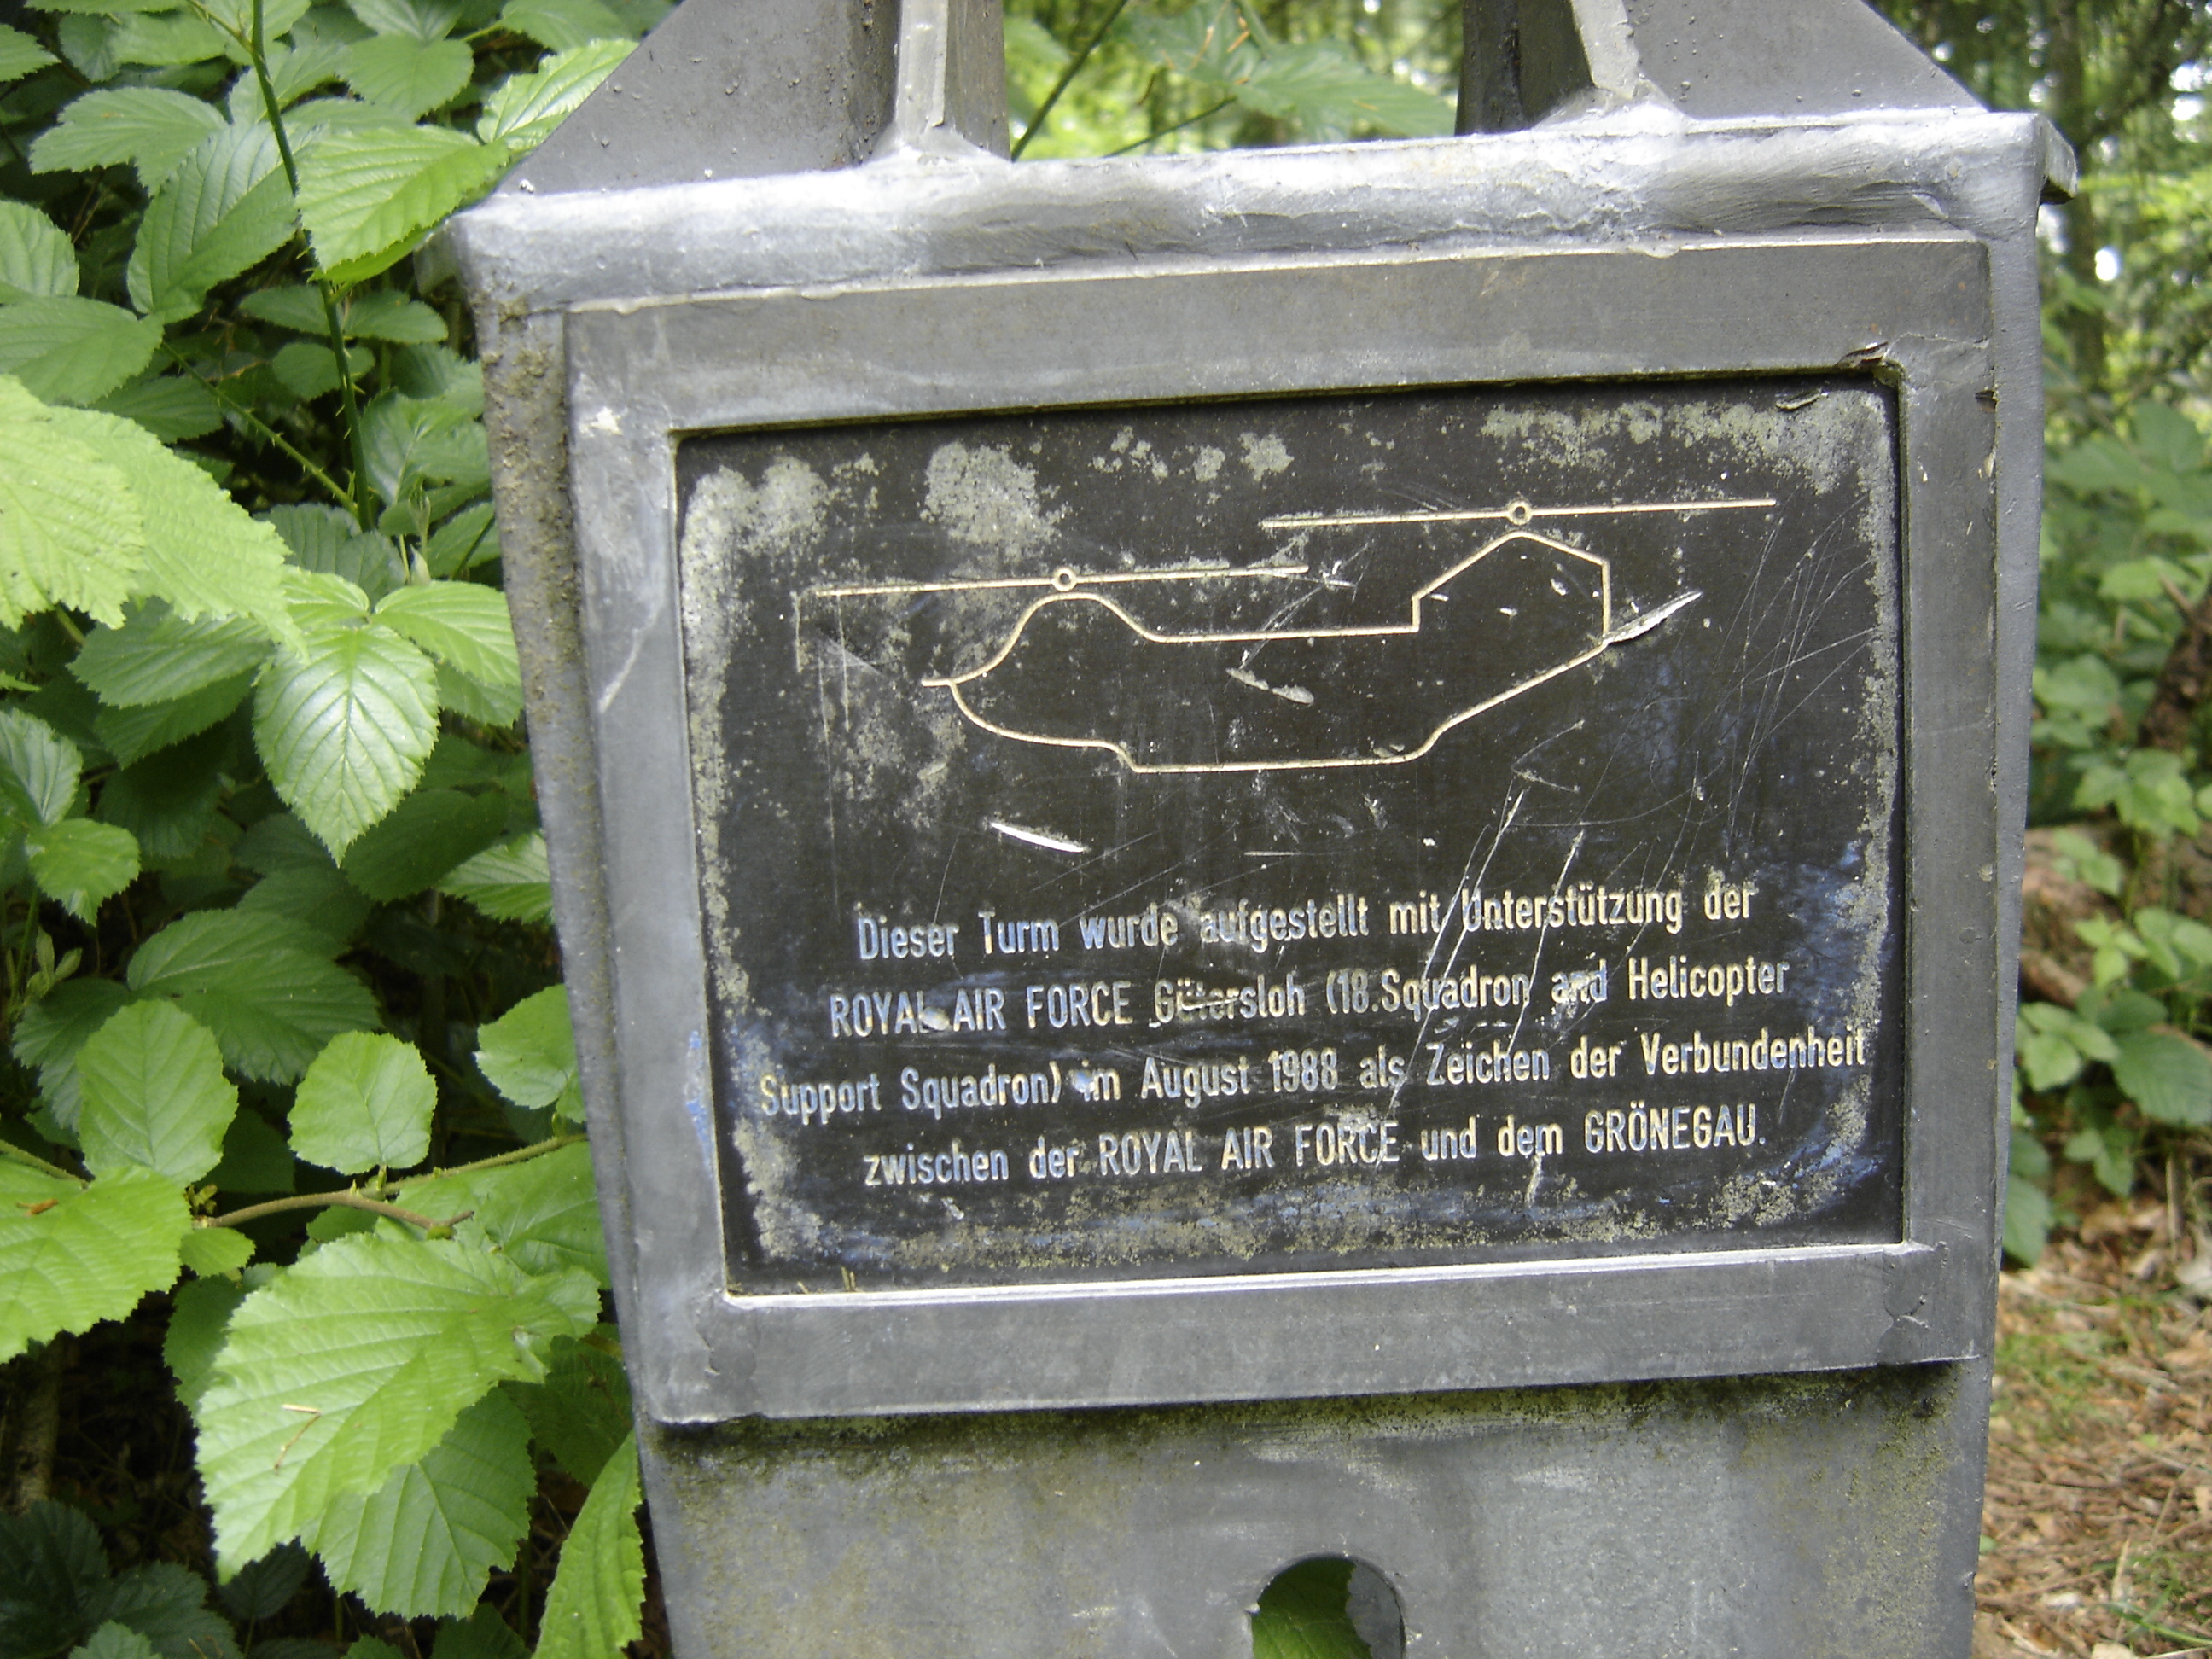 Dieser Turm wurde aufgestellt mit Unterstützung der
ROYAL AIR FORCE Gütersloh (18.Squadron and Helicopter
Support Squadron) im August 1988 als Zeichen der Verbundenheit
zwischen der ROYAL AIR FORCE und dem GRÖNEGAU.